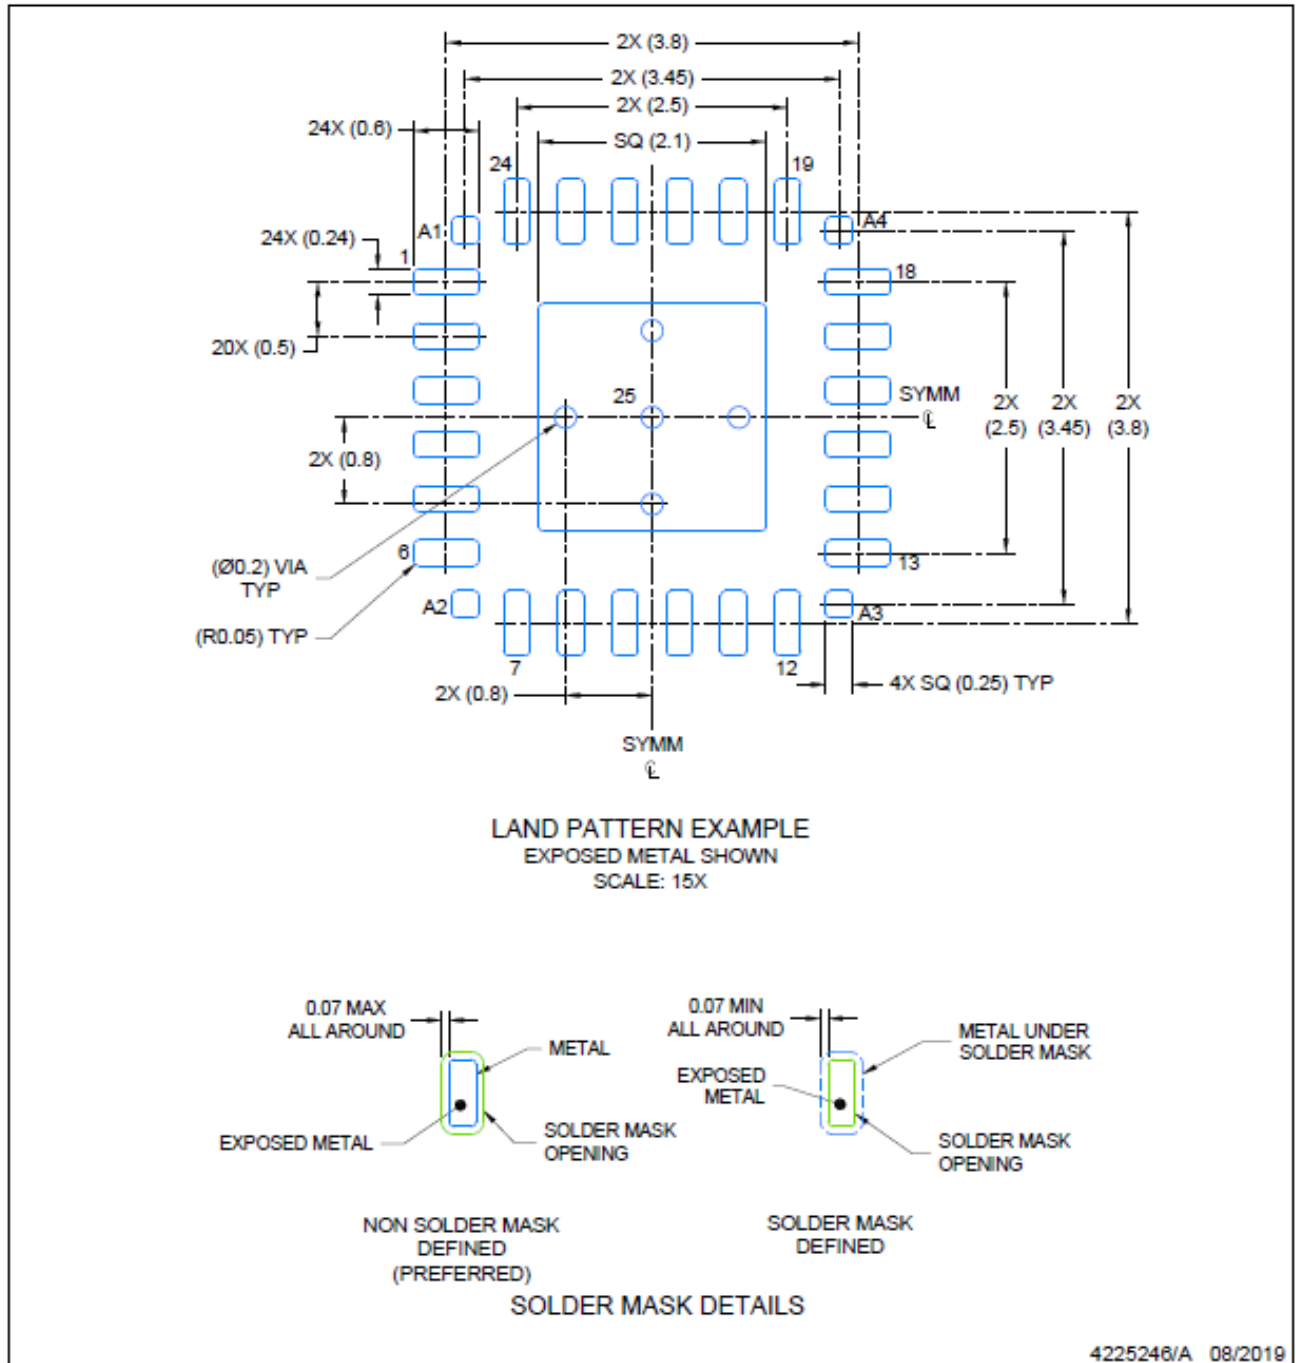 2X (3.8)
2X (3.45)
2X (2.5)
24X (0.6)
SQ (2.1)
24
19
A1
A4
24X (0.24)
1
18
20X (0.5)
25
SYMM
℄
2X
(2.5)
2X
(3.45)
2X
(3.8)
2X (0.8)
6
13
(Ø0.2) VIA
TYP
A2
A3
(R0.05) TYP
7
12
4X SQ (0.25) TYP
2X (0.8)
SYMM
℄
LAND PATTERN EXAMPLE
EXPOSED METAL SHOWN
SCALE: 15X
0.07 MAX
ALL AROUND
METAL
EXPOSED METAL
SOLDER MASK
OPENING
NON SOLDER MASK
DEFINED
(PREFERRED)
0.07 MIN
ALL AROUND
METAL UNDER
SOLDER MASK
EXPOSED
METAL
SOLDER MASK
OPENING
SOLDER MASK
DEFINED
SOLDER MASK DETAILS
4225246/A 08/2019